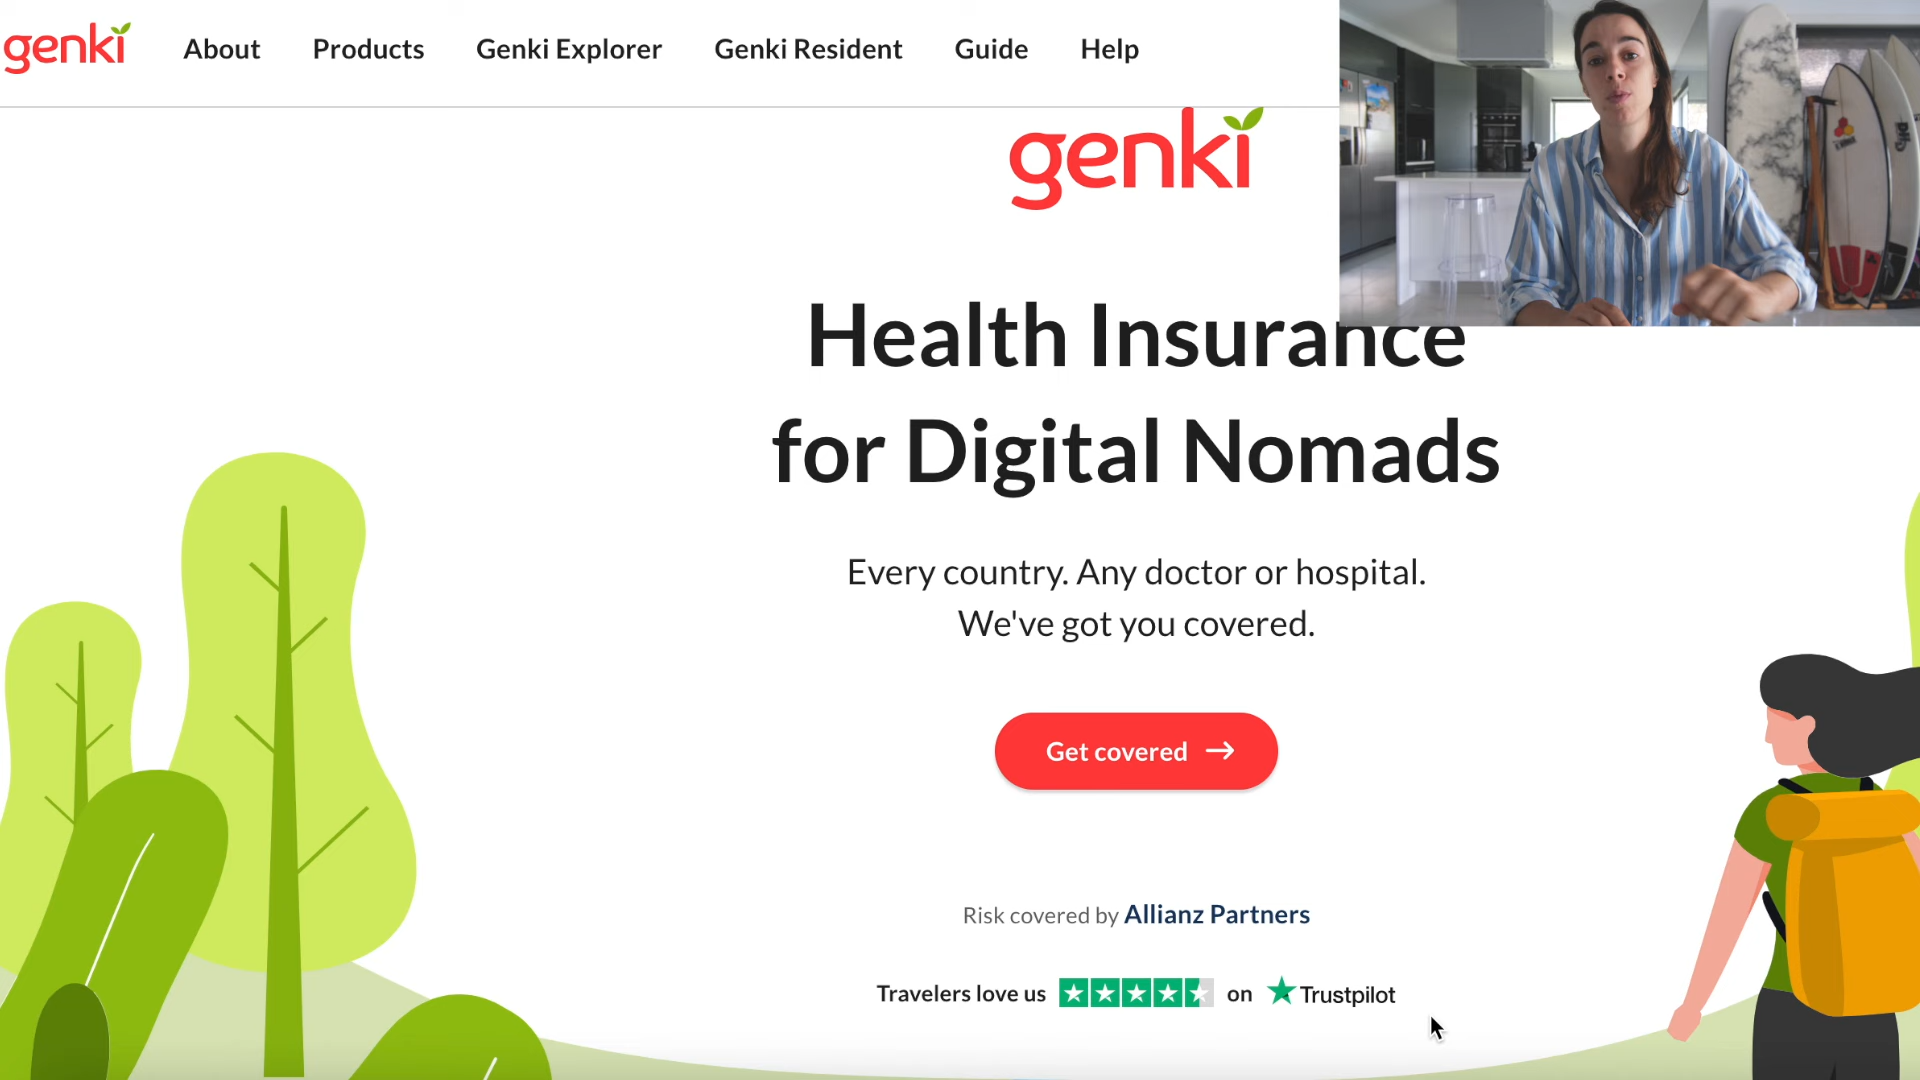 genki
About
Products
Genki Explorer
Genki Resident
Guide
Help
genki
Health Insurance
for Digital Nomads
Every country. Any doctor or hospital.
We've got you covered.
Get covered →
Risk covered by Allianz Partners
Travelers love us
on
Trustpilot